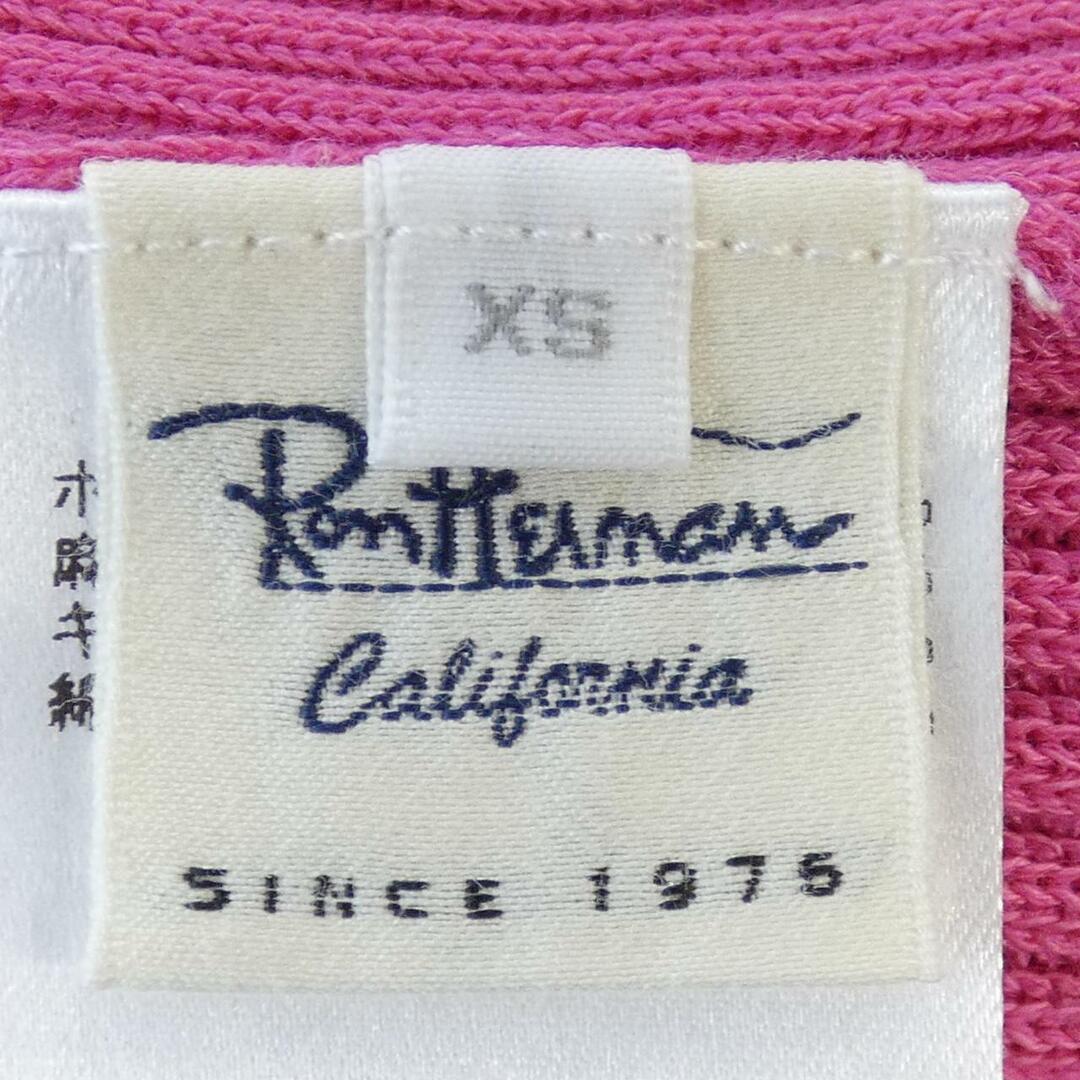 XS
Ron Herman
California
SINCE 1976